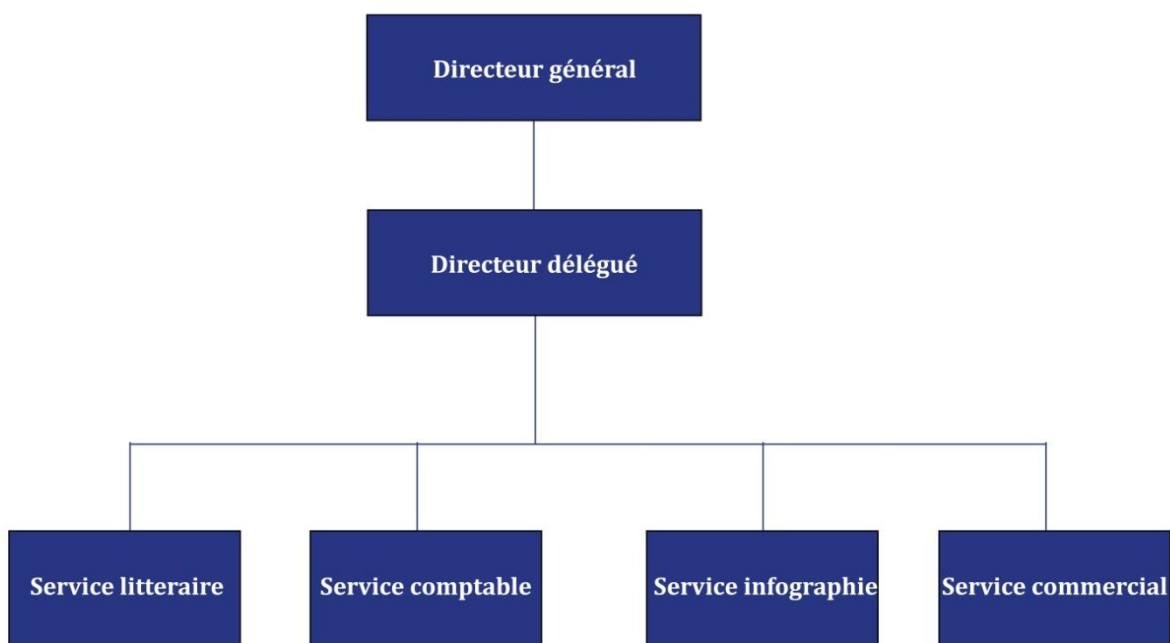 Directeur général
Directeur délégué
Service litteraire
Service comptable
Service infographie
Service commercial